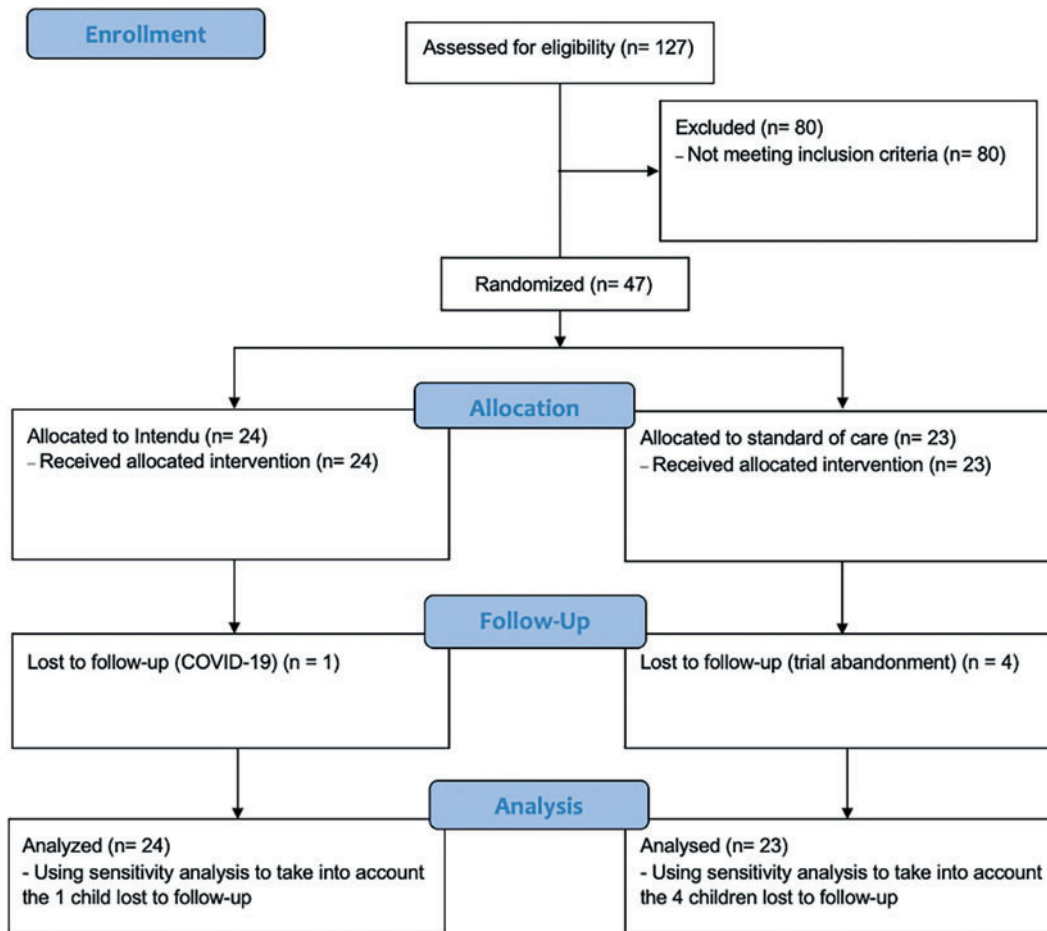 Enrollment
Assessed for eligibility (n= 127)
Excluded (n= 80)
– Not meeting inclusion criteria (n= 80)
Randomized (n= 47)
Allocation
Allocated to Intendu (n= 24)
– Received allocated intervention (n= 24)
Allocated to standard of care (n= 23)
– Received allocated intervention (n= 23)
Follow-Up
Lost to follow-up (COVID-19) (n = 1)
Lost to follow-up (trial abandonment) (n = 4)
Analysis
Analyzed (n= 24)
- Using sensitivity analysis to take into account
the 1 child lost to follow-up
Analysed (n= 23)
- Using sensitivity analysis to take into account
the 4 children lost to follow-up